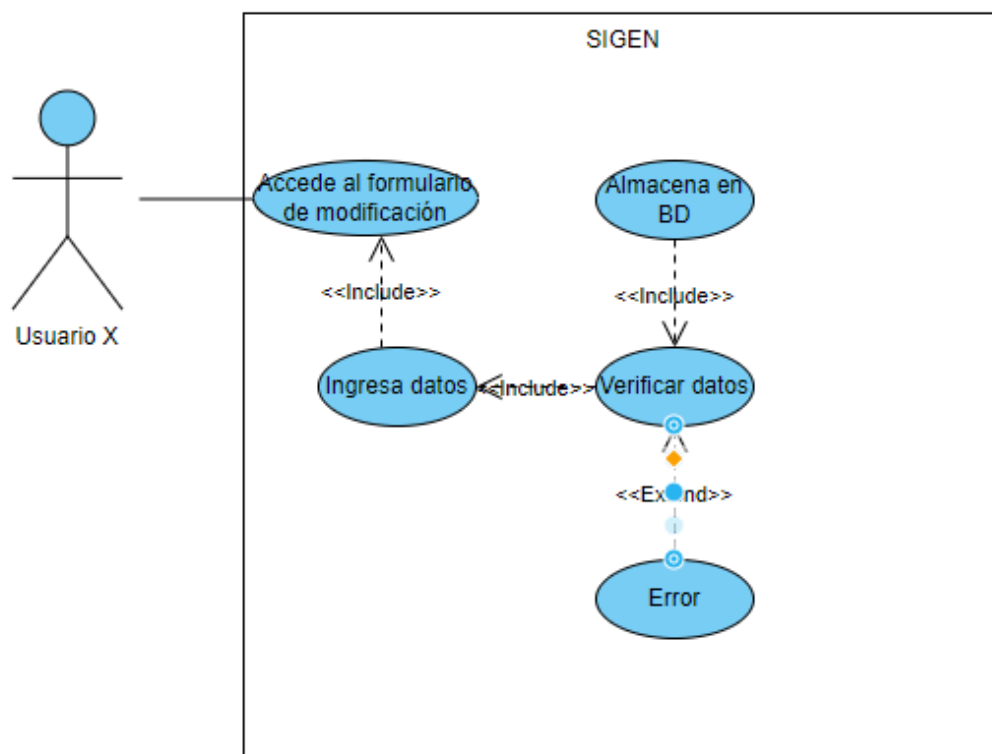 SIGEN
Accede al formulario
de modificación
Almacena en
BD
<<Include>>
<<Include>>
Usuario X
Ingresa datos
<<Include>>
Verificar datos
Error